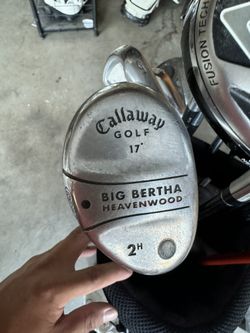 Callaway
GOLF
17°
BIG BERTHA
HEAVENWOOD
2H
FUSION TECH